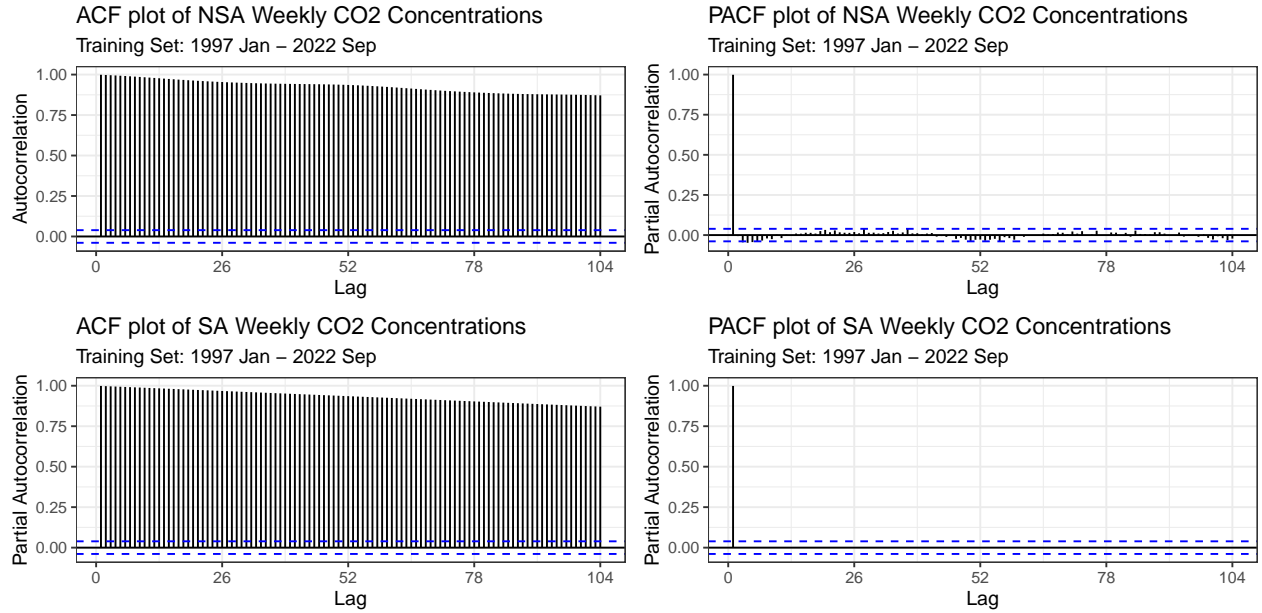 ACF plot of NSA Weekly CO2 Concentrations
Training Set: 1997 Jan − 2022 Sep
Autocorrelation
1.00
0.75
0.50
0.25
0.00
0 26 52 78 104
Lag
PACF plot of NSA Weekly CO2 Concentrations
Training Set: 1997 Jan − 2022 Sep
Partial Autocorrelation
1.00
0.75
0.50
0.25
0.00
0 26 52 78 104
Lag
ACF plot of SA Weekly CO2 Concentrations
Training Set: 1997 Jan − 2022 Sep
Partial Autocorrelation
1.00
0.75
0.50
0.25
0.00
0 26 52 78 104
Lag
PACF plot of SA Weekly CO2 Concentrations
Training Set: 1997 Jan − 2022 Sep
Partial Autocorrelation
1.00
0.75
0.50
0.25
0.00
0 26 52 78 104
Lag